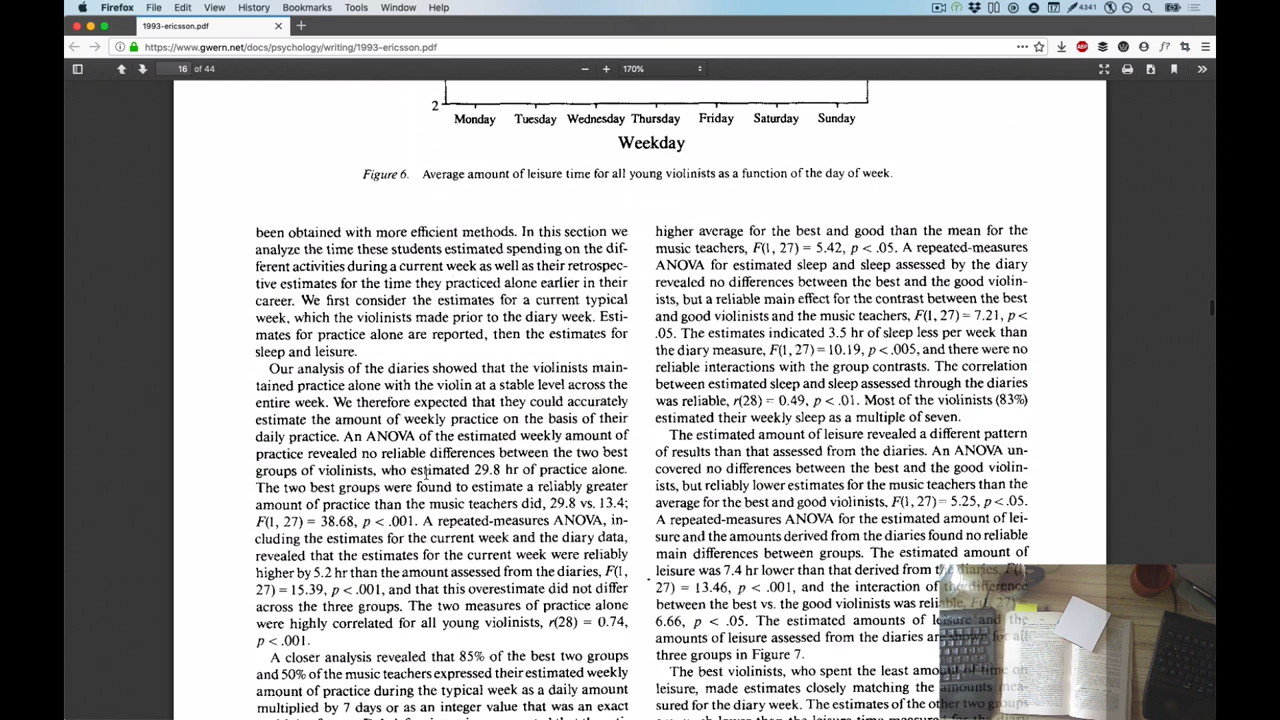 Firefox File Edit View History Bookmarks Tools Window Help
4341
1993-ericsson.pdf
https://www.gwern.net/docs/psychology/writing/1993-ericsson.pdf
16 of 44
170%
2
Monday Tuesday Wednesday Thursday Friday Saturday Sunday
Weekday
Figure 6. Average amount of leisure time for all young violinists as a function of the day of week.
been obtained with more efficient methods. In this section we
analyze the time these students estimated spending on the dif-
ferent activities during a current week as well as their retrospec-
tive estimates for the time they practiced alone earlier in their
career. We first consider the estimates for a current typical
week, which the violinists made prior to the diary week. Esti-
mates for practice alone are reported, then the estimates for
sleep and leisure.
Our analysis of the diaries showed that the violinists main-
tained practice alone with the violin at a stable level across the
entire week. We therefore expected that they could accurately
estimate the amount of weekly practice on the basis of their
daily practice. An ANOVA of the estimated weekly amount of
practice revealed no reliable differences between the two best
groups of violinists, who estimated 29.8 hr of practice alone.
The two best groups were found to estimate a reliably greater
amount of practice than the music teachers did, 29.8 vs. 13.4;
F(1, 27) = 38.68, p < .001. A repeated-measures ANOVA, in-
cluding the estimates for the current week and the diary data,
revealed that the estimates for the current week were reliably
higher by 5.2 hr than the amount assessed from the diaries, F(1,
27) = 15.39, p < .001, and that this overestimate did not differ
across the three groups. The two measures of practice alone
were highly correlated for all young violinists, r(28) = 0.74,
p < .001.
A closer analysis revealed that 85% of the best two groups
and 50% of the music teachers expressed their estimated weekly
amount of practice during the typical week as a daily amount
multiplied by 7 days or as an integer value that was an exact
higher average for the best and good than the mean for the
music teachers, F(1, 27) = 5.42, p < .05. A repeated-measures
ANOVA for estimated sleep and sleep assessed by the diary
revealed no differences between the best and the good violin-
ists, but a reliable main effect for the contrast between the best
and good violinists and the music teachers, F(1, 27) = 7.21, p <
.05. The estimates indicated 3.5 hr of sleep less per week than
the diary measure, F(1, 27) = 10.19, p < .005, and there were no
reliable interactions with the group contrasts. The correlation
between estimated sleep and sleep assessed through the diaries
was reliable, r(28) = 0.49, p < .01. Most of the violinists (83%)
estimated their weekly sleep as a multiple of seven.
The estimated amount of leisure revealed a different pattern
of results than that assessed from the diaries. An ANOVA un-
covered no differences between the best and the good violin-
ists, but reliably lower estimates for the music teachers than the
average for the best and good violinists, F(1, 27) = 5.25, p < .05.
A repeated-measures ANOVA for the estimated amount of lei-
sure and the amounts derived from the diaries found no reliable
main differences between groups. The estimated amount of
leisure was 7.4 hr lower than that derived from the diaries, F(1,
27) = 13.46, p < .001, and the interaction of the difference
between the best vs. the good violinists was reliable, F(1, 27) =
6.66, p < .05. The estimated amounts of leisure and the
amounts of leisure assessed from the diaries are shown for all
three groups in Figure 7.
The best violinists, who spent the least amount of time on
leisure, made estimates closely matching the amounts mea-
sured for the diary week. The estimates of the other two groups